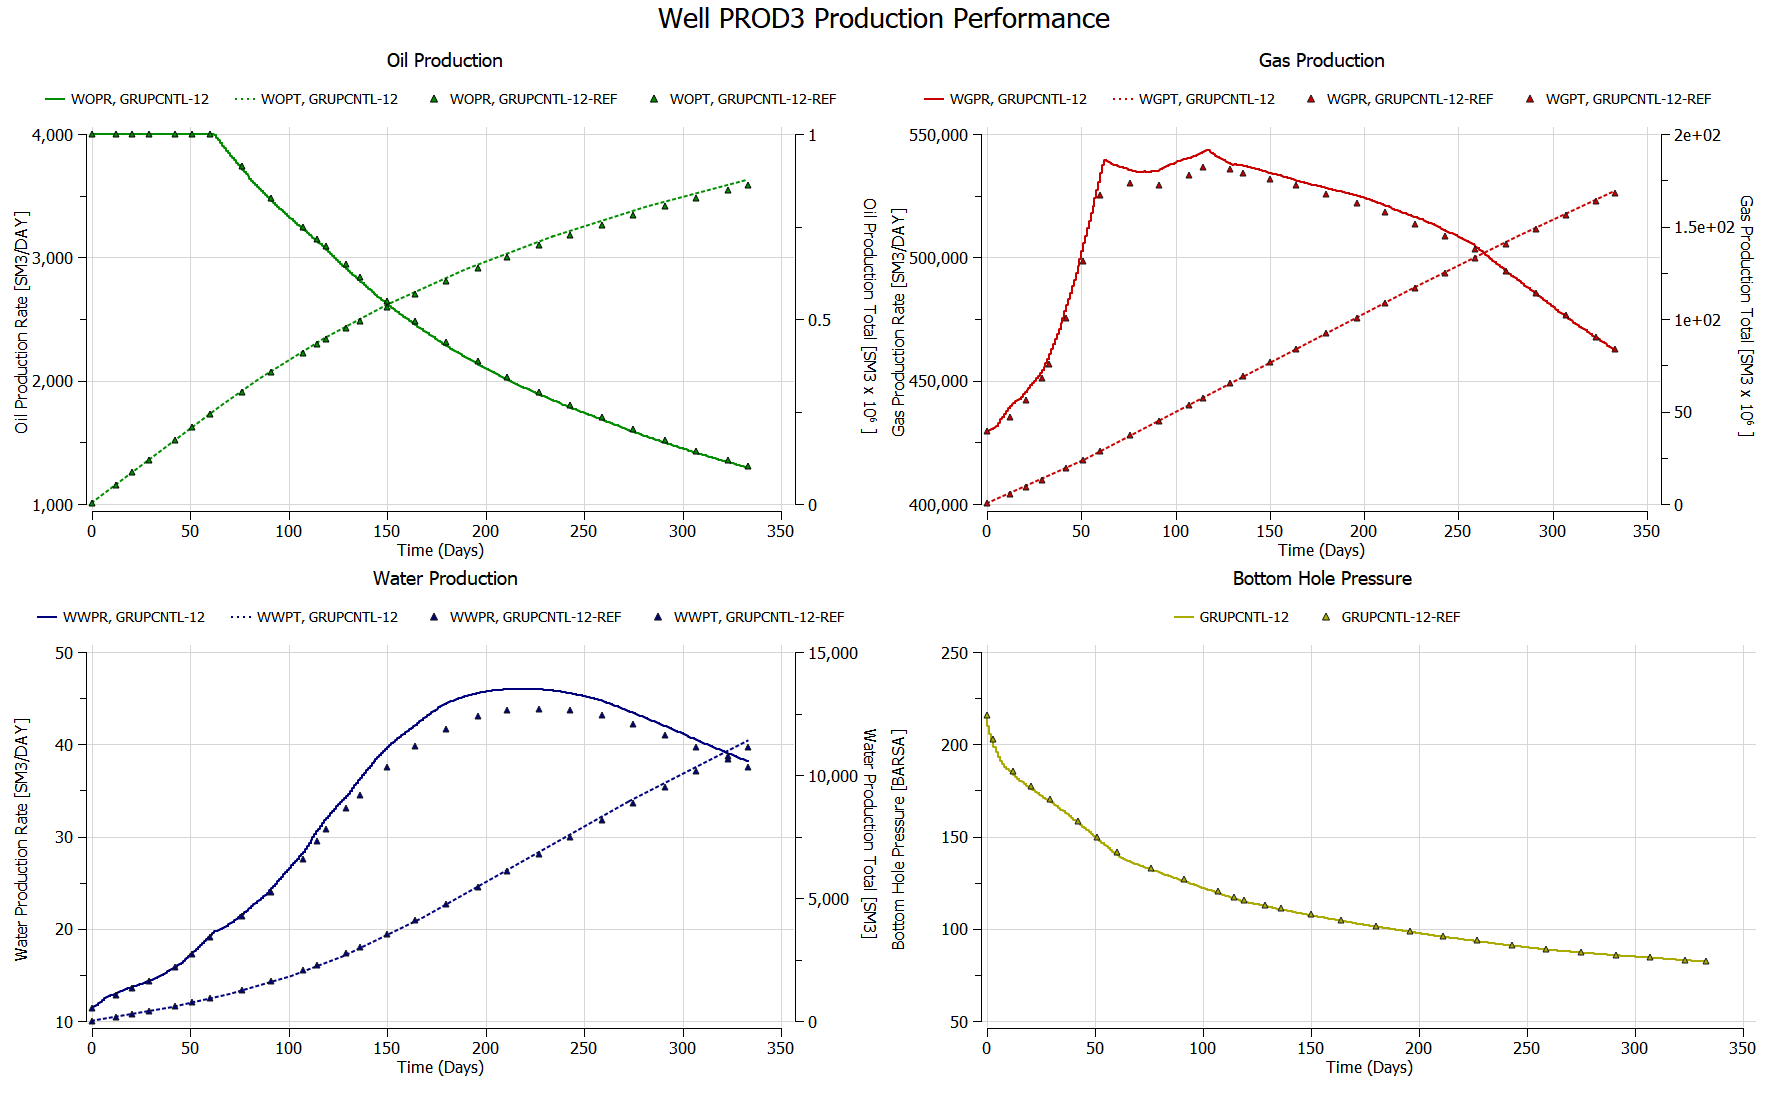 Well PROD3 Production Performance
Oil Production
WOPR, GRUPCNTL-12
WOPT, GRUPCNTL-12
WOPR, GRUPCNTL-12-REF
WOPT, GRUPCNTL-12-REF
4,000
3,000
2,000
1,000
Oil Production Rate [SM3/DAY]
1
0.5
0
Oil Production Total [SM3 x 10⁶ ]
0 50 100 150 200 250 300 350
Time (Days)
Gas Production
WGPR, GRUPCNTL-12
WGPT, GRUPCNTL-12
WGPR, GRUPCNTL-12-REF
WGPT, GRUPCNTL-12-REF
550,000
500,000
450,000
400,000
Gas Production Rate [SM3/DAY]
2e+02
1.5e+02
1e+02
50
0
Gas Production Total [SM3 x 10⁶ ]
0 50 100 150 200 250 300 350
Time (Days)
Water Production
WWPR, GRUPCNTL-12
WWPT, GRUPCNTL-12
WWPR, GRUPCNTL-12-REF
WWPT, GRUPCNTL-12-REF
50
40
30
20
10
Water Production Rate [SM3/DAY]
15,000
10,000
5,000
0
Water Production Total [SM3]
0 50 100 150 200 250 300 350
Time (Days)
Bottom Hole Pressure
GRUPCNTL-12
GRUPCNTL-12-REF
250
200
150
100
50
Bottom Hole Pressure [BARSA]
0 50 100 150 200 250 300 350
Time (Days)